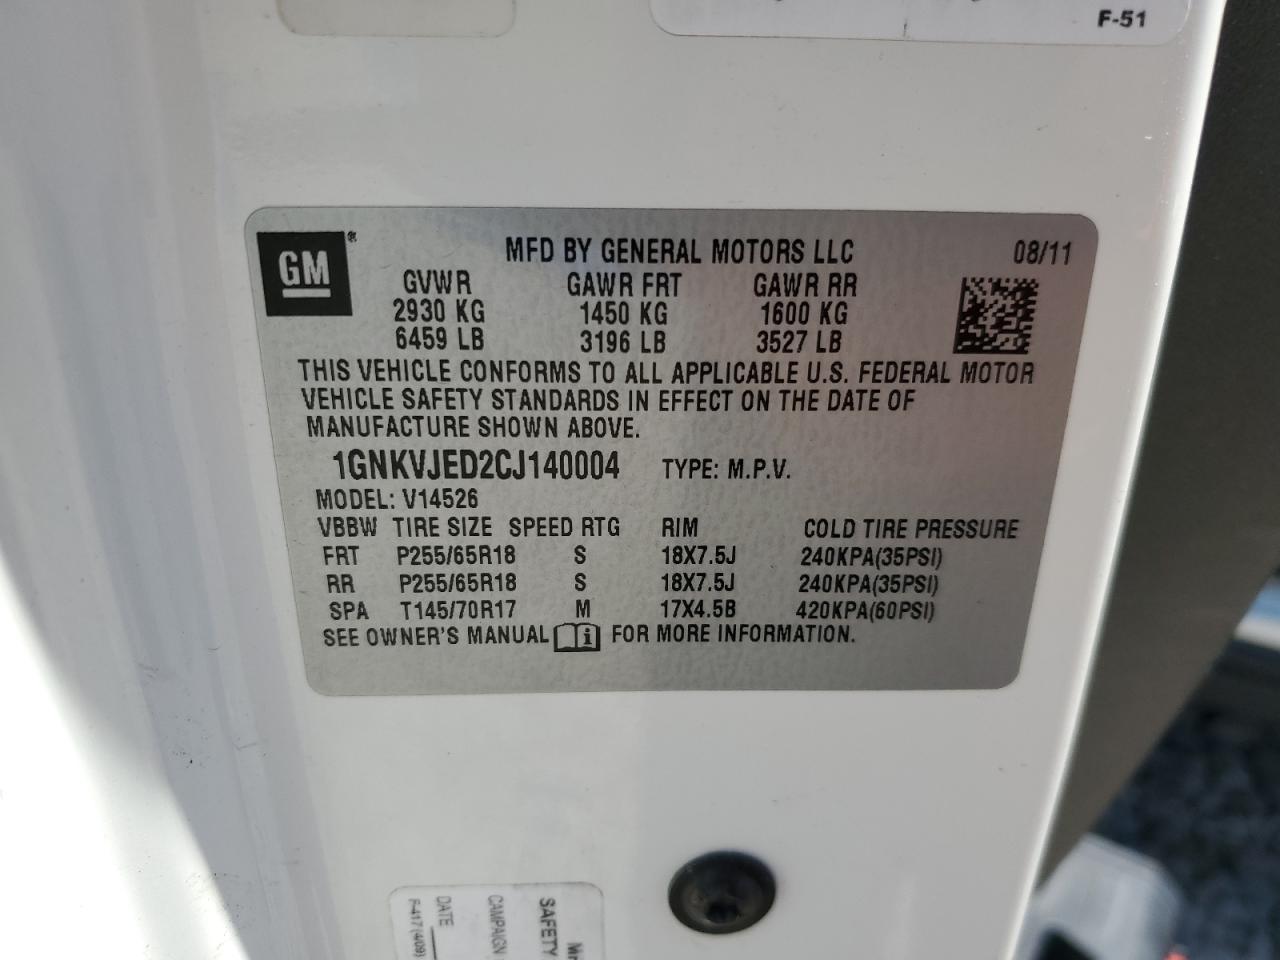 F-51
GM®
MFD BY GENERAL MOTORS LLC 08/11
GVWR GAWR FRT GAWR RR
2930 KG 1450 KG 1600 KG
6459 LB 3196 LB 3527 LB
THIS VEHICLE CONFORMS TO ALL APPLICABLE U.S. FEDERAL MOTOR
VEHICLE SAFETY STANDARDS IN EFFECT ON THE DATE OF
MANUFACTURE SHOWN ABOVE.
1GNKVJED2CJ140004 TYPE: M.P.V.
MODEL: V14526
VBBW TIRE SIZE SPEED RTG RIM COLD TIRE PRESSURE
FRT P255/65R18 S 18X7.5J 240KPA(35PSI)
RR P255/65R18 S 18X7.5J 240KPA(35PSI)
SPA T145/70R17 M 17X4.5B 420KPA(60PSI)
SEE OWNER'S MANUAL FOR MORE INFORMATION.
SAFETY
CAMPAIGN
DATE
F-417 (4/09)